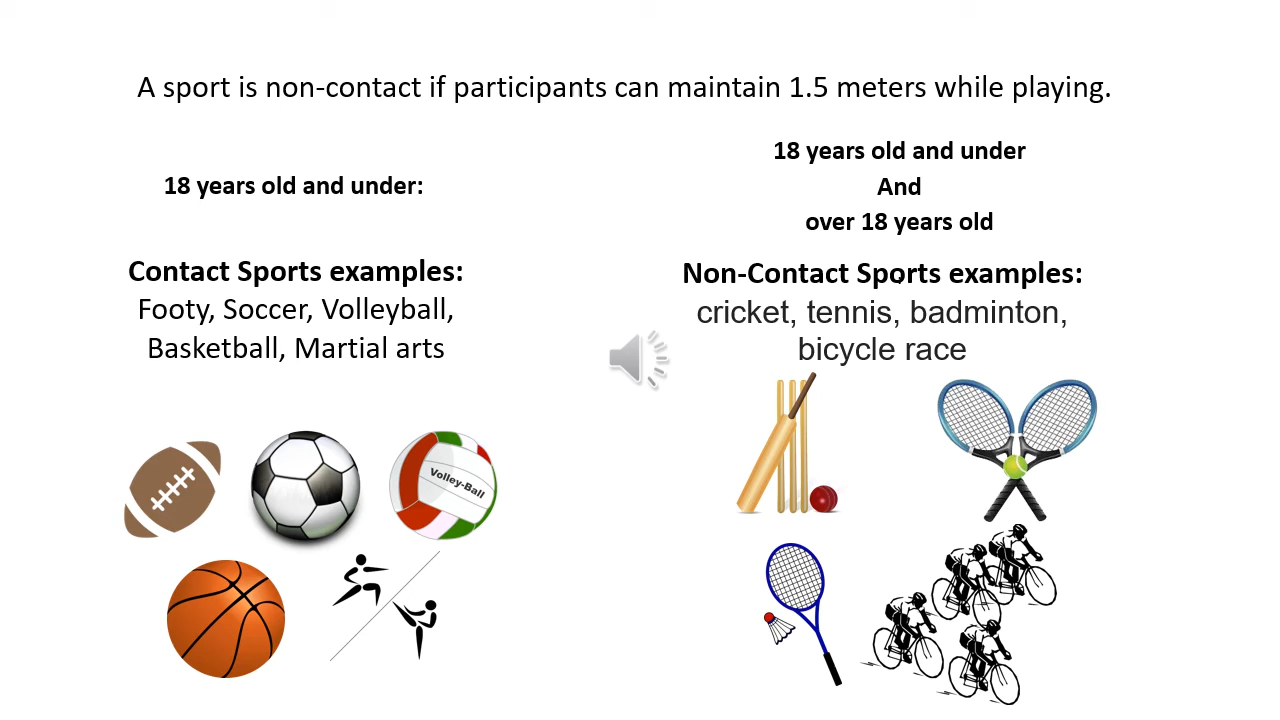 A sport is non-contact if participants can maintain 1.5 meters while playing.
18 years old and under:
Contact Sports examples:
Footy, Soccer, Volleyball,
Basketball, Martial arts
Volley-Ball
18 years old and under
And
over 18 years old
Non-Contact Sports examples:
cricket, tennis, badminton,
bicycle race